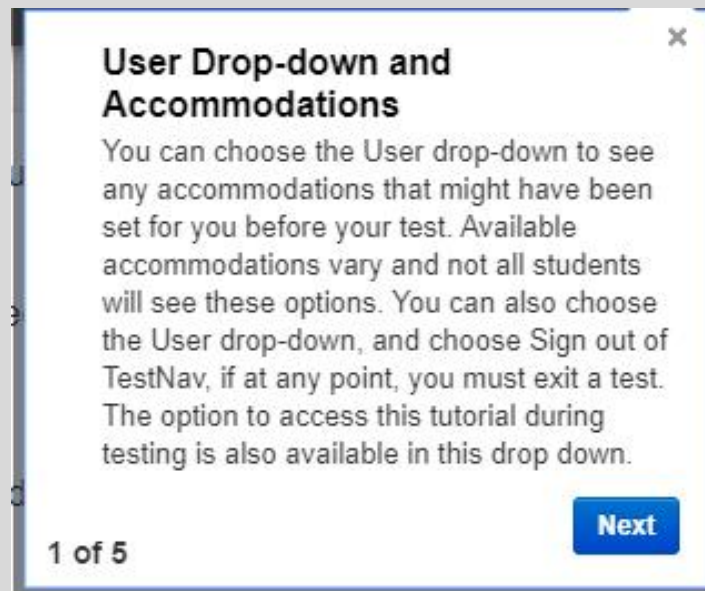 ×
User Drop-down and
Accommodations
You can choose the User drop-down to see
any accommodations that might have been
set for you before your test. Available
accommodations vary and not all students
will see these options. You can also choose
the User drop-down, and choose Sign out of
TestNav, if at any point, you must exit a test.
The option to access this tutorial during
testing is also available in this drop down.
Next
1 of 5